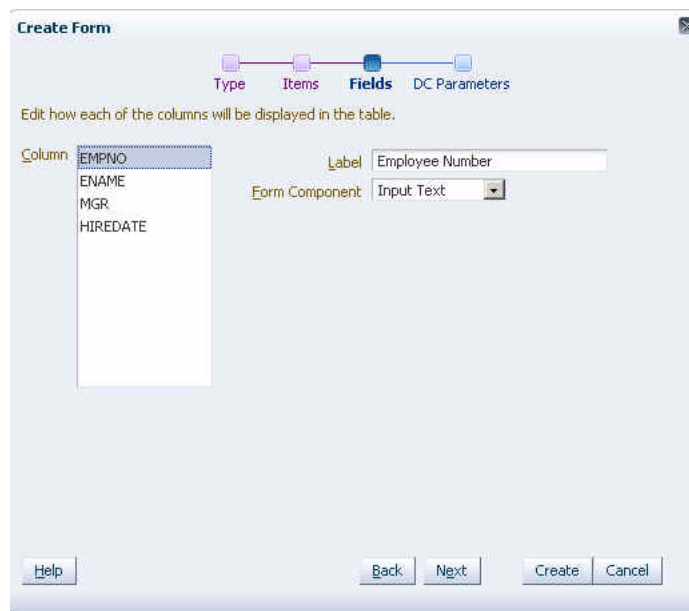 Create Form
Type Items Fields DC Parameters
Edit how each of the columns will be displayed in the table.
Column EMPNO Label Employee Number
ENAME Form Component Input Text
MGR
HIREDATE
Help Back Next Create Cancel